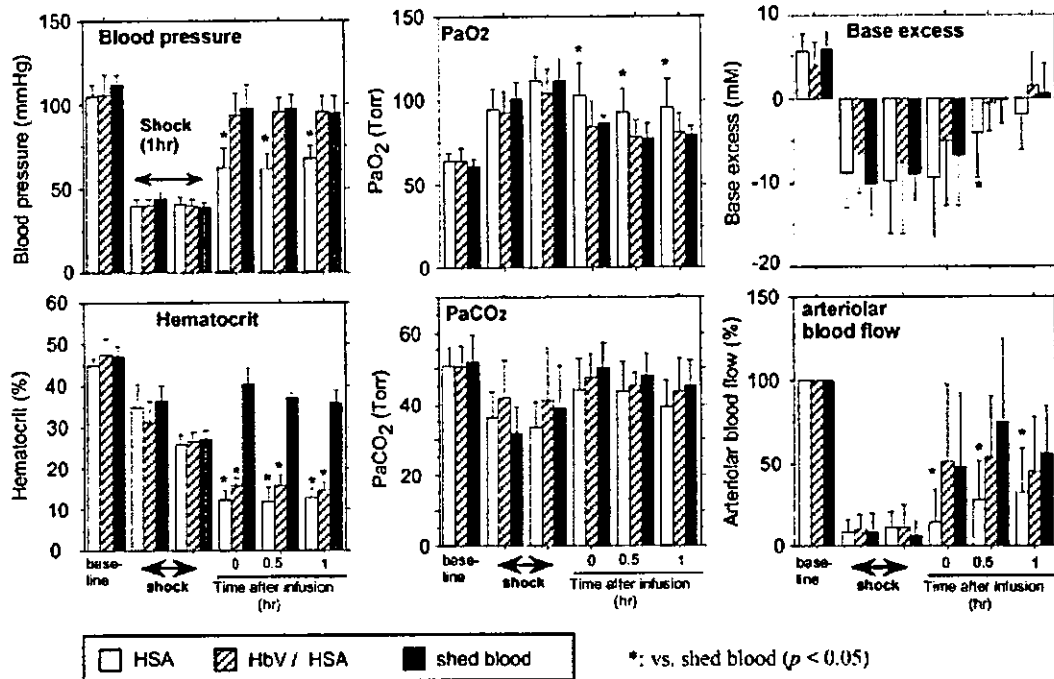 Blood pressure
Blood pressure (mmHg)
150
100
50
0
Shock
(1hr)
*
*
*
PaO2
PaO2 (Torr)
150
100
50
0
*
*
*
Base excess
Base excess (mM)
10
0
-10
-20
*
Hematocrit
Hematocrit (%)
60
50
40
30
20
10
0
* * * * * *
base-
line
shock
0 0.5 1
Time after infusion
(hr)
PaCO2
PaCO2 (Torr)
60
40
20
0
base-
line
shock
0 0.5 1
Time after infusion
(hr)
arteriolar
blood flow
Arteriolar blood flow (%)
150
100
50
0
*
*
*
base-
line
shock
0 0.5 1
Time after infusion
(hr)
HSA HbV / HSA shed blood
*: vs. shed blood (p < 0.05)